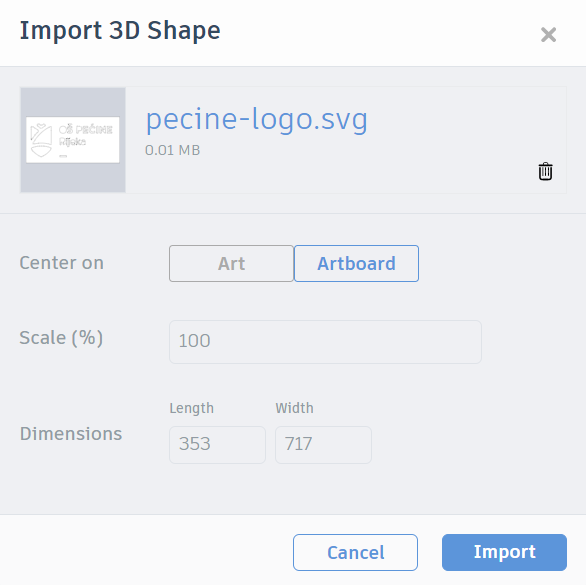 Import 3D Shape
OŠ PEĆINE
Rijeka
pecine-logo.svg
0.01 MB
Center on
Art
Artboard
Scale (%)
100
Length
Width
Dimensions
353
717
Cancel
Import